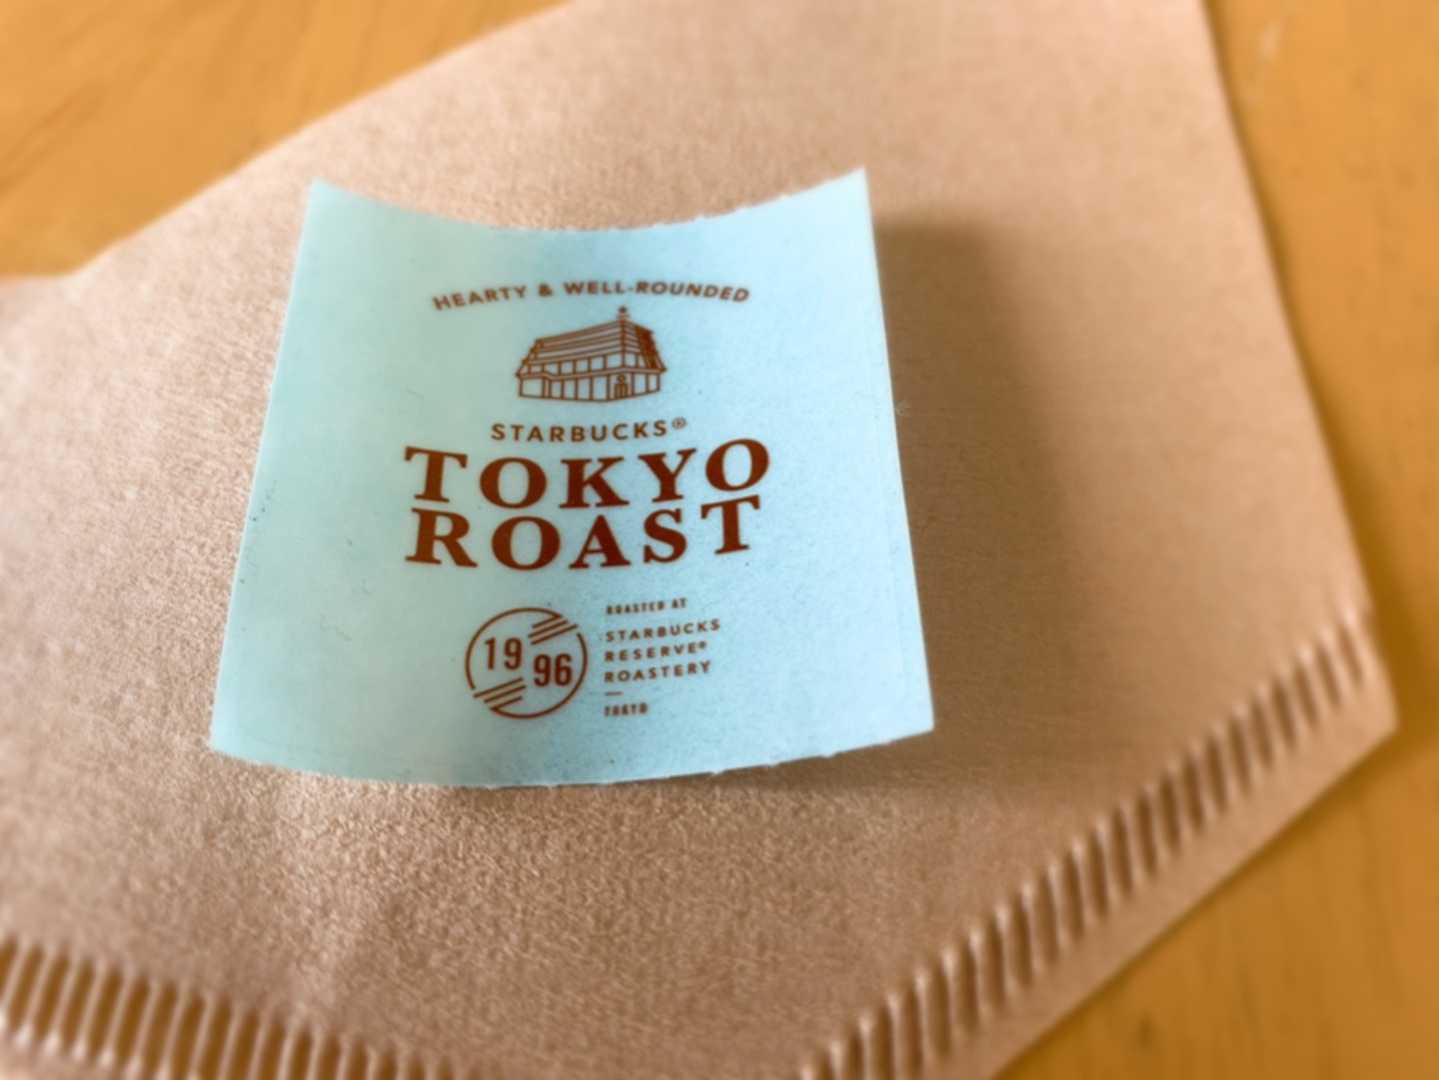 HEARTY & WELL-ROUNDED
STARBUCKS®
TOKYO
ROAST
19
96
ROASTED AT
STARBUCKS
RESERVE®
ROASTERY
—
TOKYO